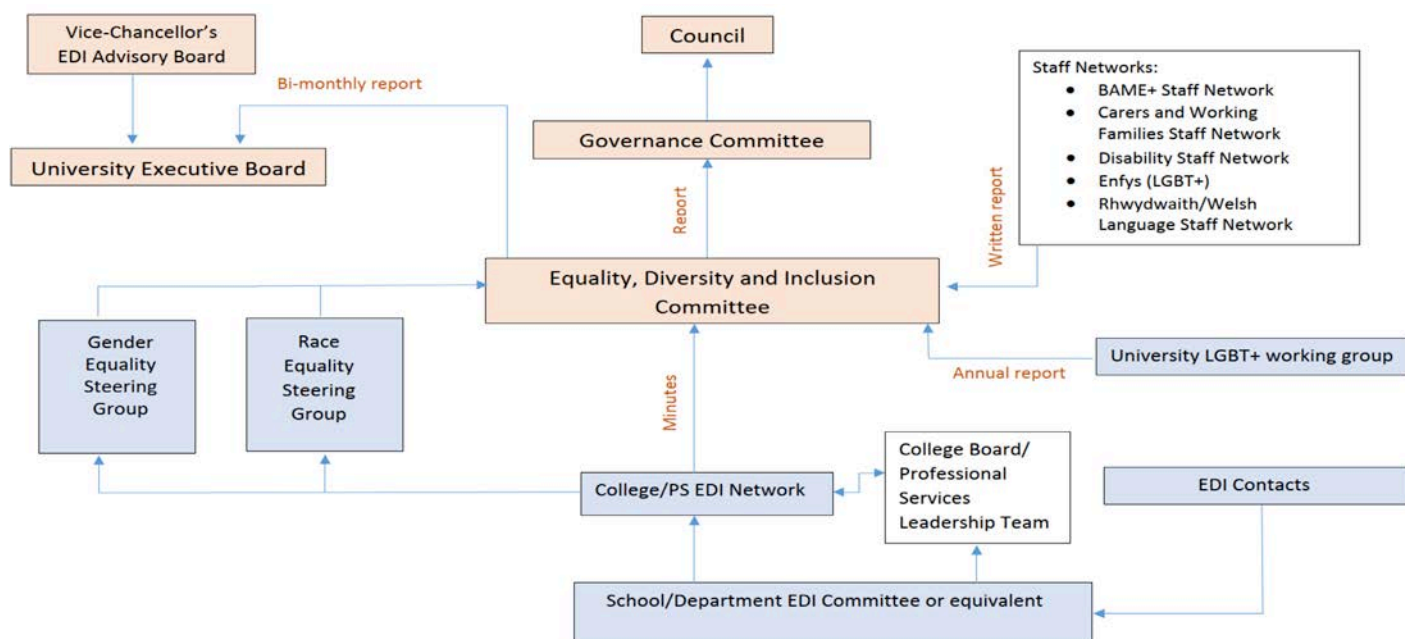 Vice-Chancellor's
EDI Advisory Board
Council
Bi-monthly report
Staff Networks:
● BAME+ Staff Network
● Carers and Working
Families Staff Network
● Disability Staff Network
● Enfys (LGBT+)
● Rhwydwaith/Welsh
Language Staff Network
Governance Committee
University Executive Board
Report
Written report
Equality, Diversity and Inclusion
Committee
Gender
Equality
Steering
Group
Race
Equality
Steering
Group
University LGBT+ working group
Annual report
Minutes
College Board/
Professional
Services
Leadership Team
College/PS EDI Network
EDI Contacts
School/Department EDI Committee or equivalent